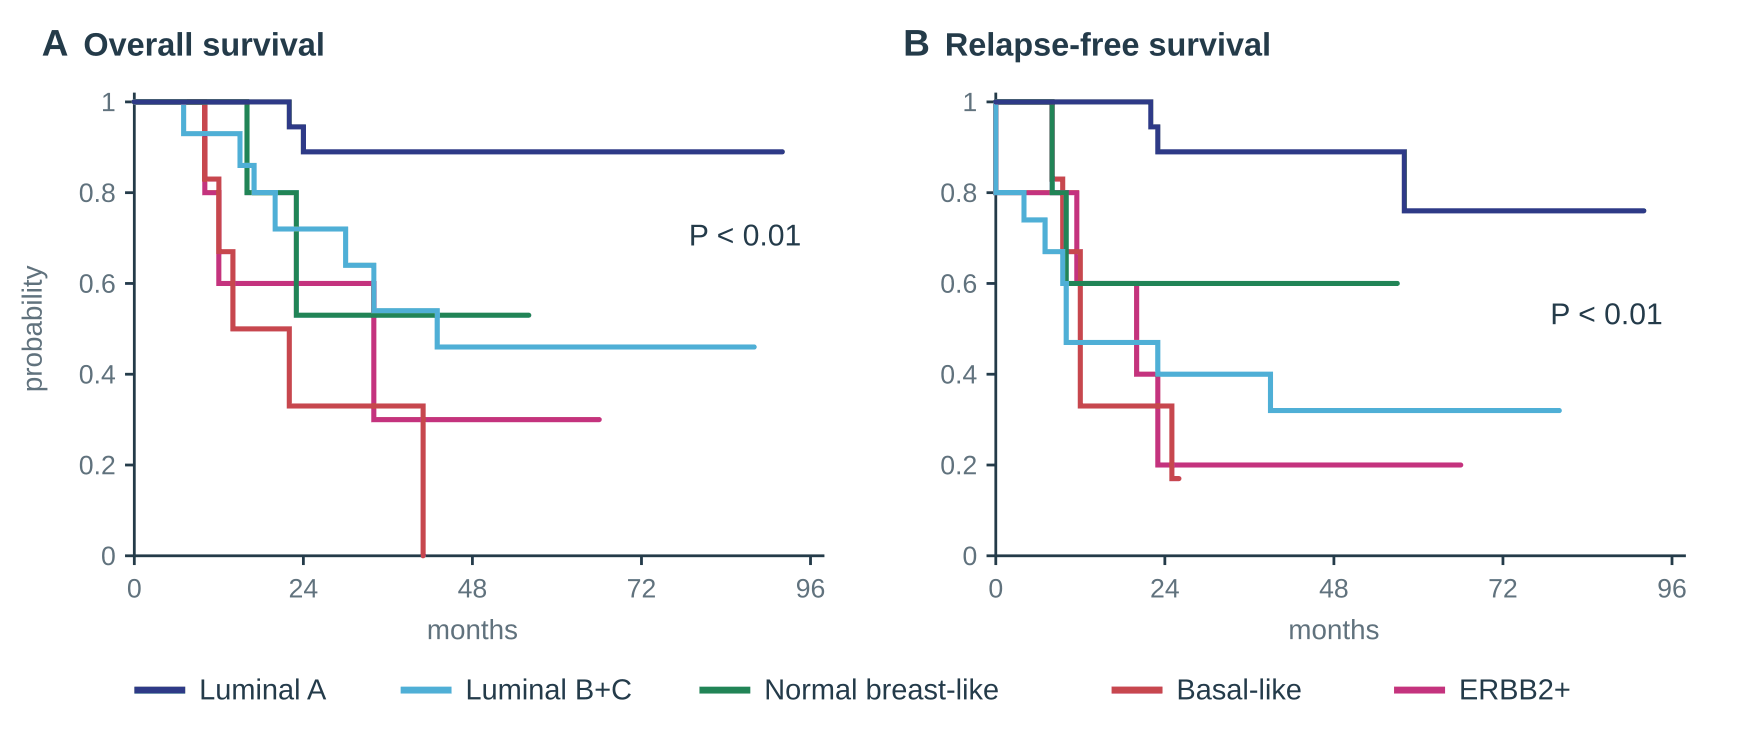 A Overall survival
probability
1
0.8
0.6
0.4
0.2
0
P < 0.01
0 24 48 72 96
months
B Relapse-free survival
1
0.8
0.6
0.4
0.2
0
P < 0.01
0 24 48 72 96
months
Luminal A Luminal B+C Normal breast-like Basal-like ERBB2+